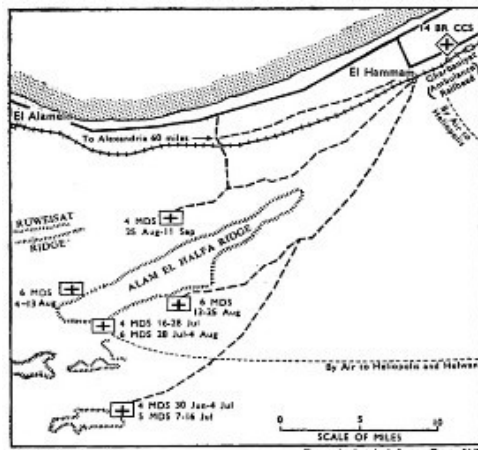 14 BR CCS
El Hammam
Gharbaniyat
(Ambulance)
Railhead
By Air to
Heliopolis
El Alamein
To Alexandria 60 miles
4 MDS
25 Aug-11 Sep
RUWEISAT
RIDGE
ALAM EL HALFA RIDGE
6 MDS
4-13 Aug
6 MDS
13-25 Aug
4 MDS 16-28 Jul
6 MDS 28 Jul-4 Aug
By Air to Heliopolis and Helwan
4 MDS 30 Jun-4 Jul
5 MDS 7-16 Jul
0 5 10
SCALE OF MILES